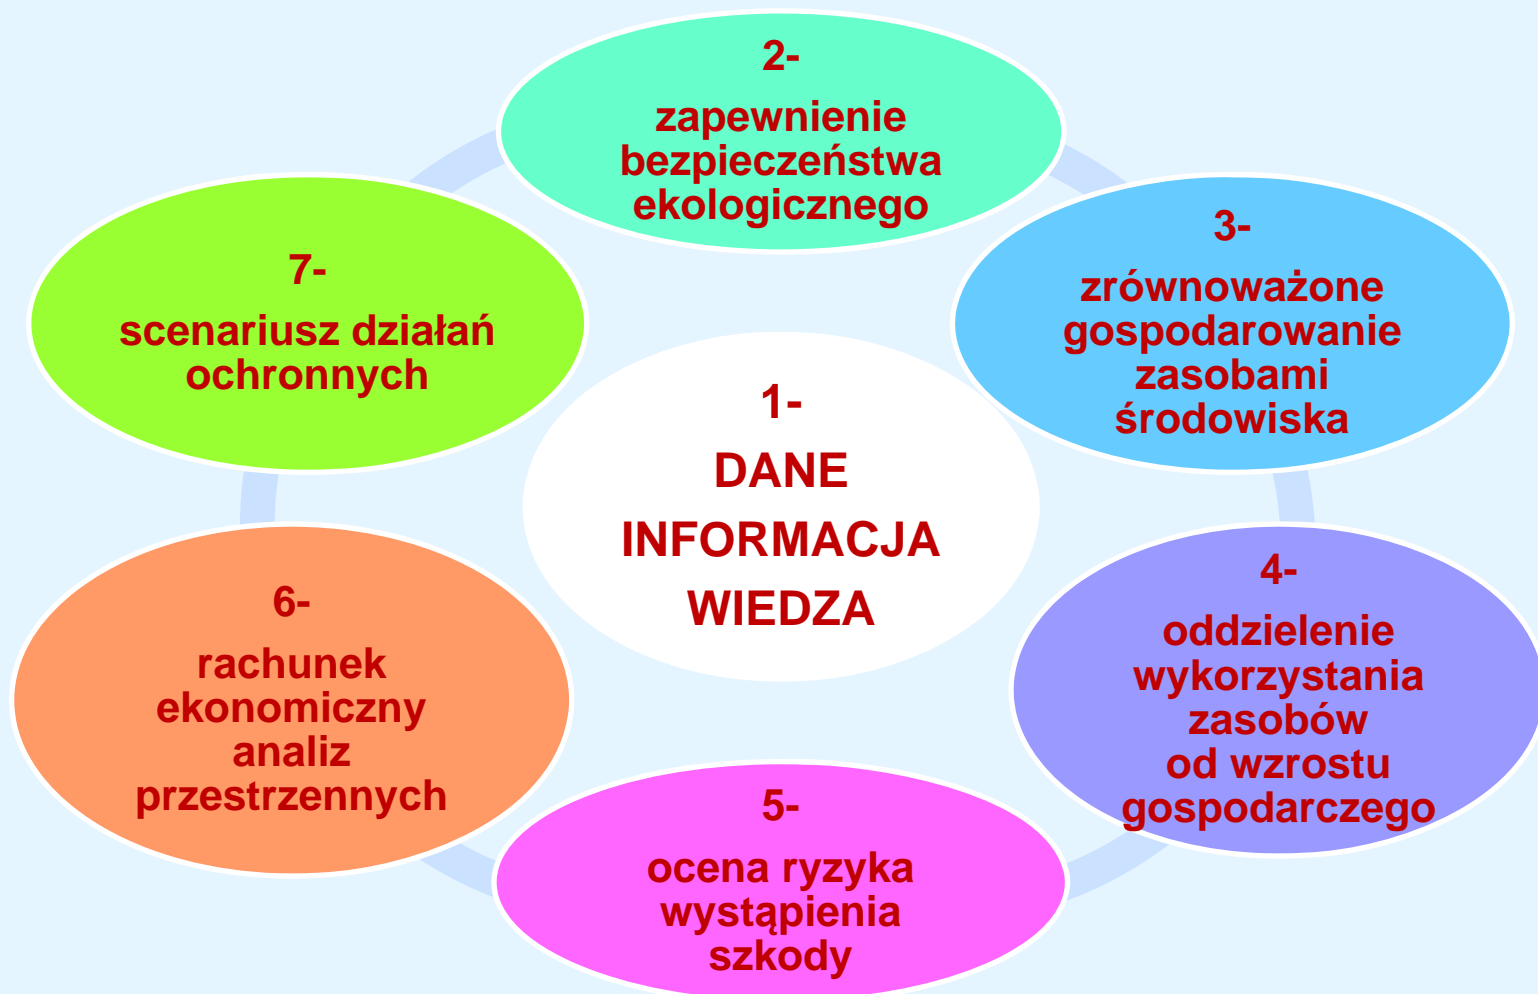 1-
DANE
INFORMACJA
WIEDZA
2-
zapewnienie
bezpieczeństwa
ekologicznego
3-
zrównoważone
gospodarowanie
zasobami
środowiska
4-
oddzielenie
wykorzystania
zasobów
od wzrostu
gospodarczego
5-
ocena ryzyka
wystąpienia
szkody
6-
rachunek
ekonomiczny
analiz
przestrzennych
7-
scenariusz działań
ochronnych